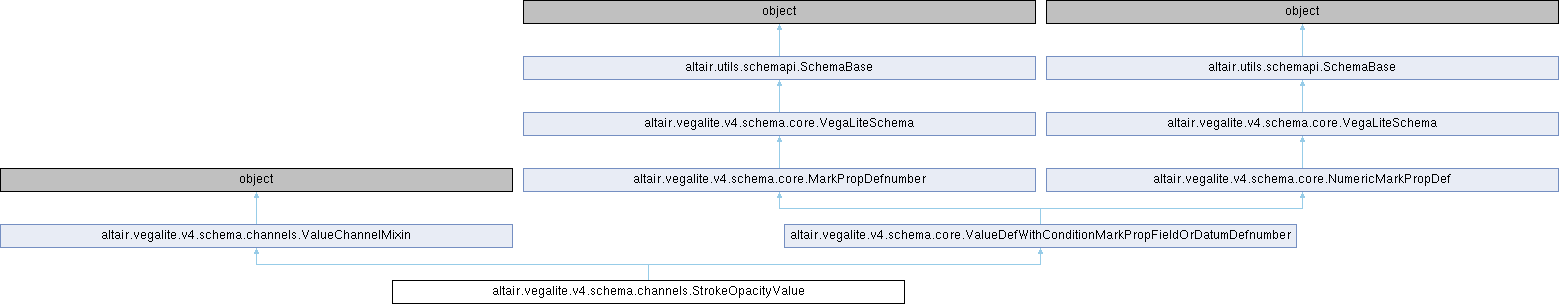 object
object
altair.utils.schemapi.SchemaBase
altair.utils.schemapi.SchemaBase
altair.vegalite.v4.schema.core.VegaLiteSchema
altair.vegalite.v4.schema.core.VegaLiteSchema
object
altair.vegalite.v4.schema.core.MarkPropDefnumber
altair.vegalite.v4.schema.core.NumericMarkPropDef
altair.vegalite.v4.schema.channels.ValueChannelMixin
altair.vegalite.v4.schema.core.ValueDefWithConditionMarkPropFieldOrDatumDefnumber
altair.vegalite.v4.schema.channels.StrokeOpacityValue